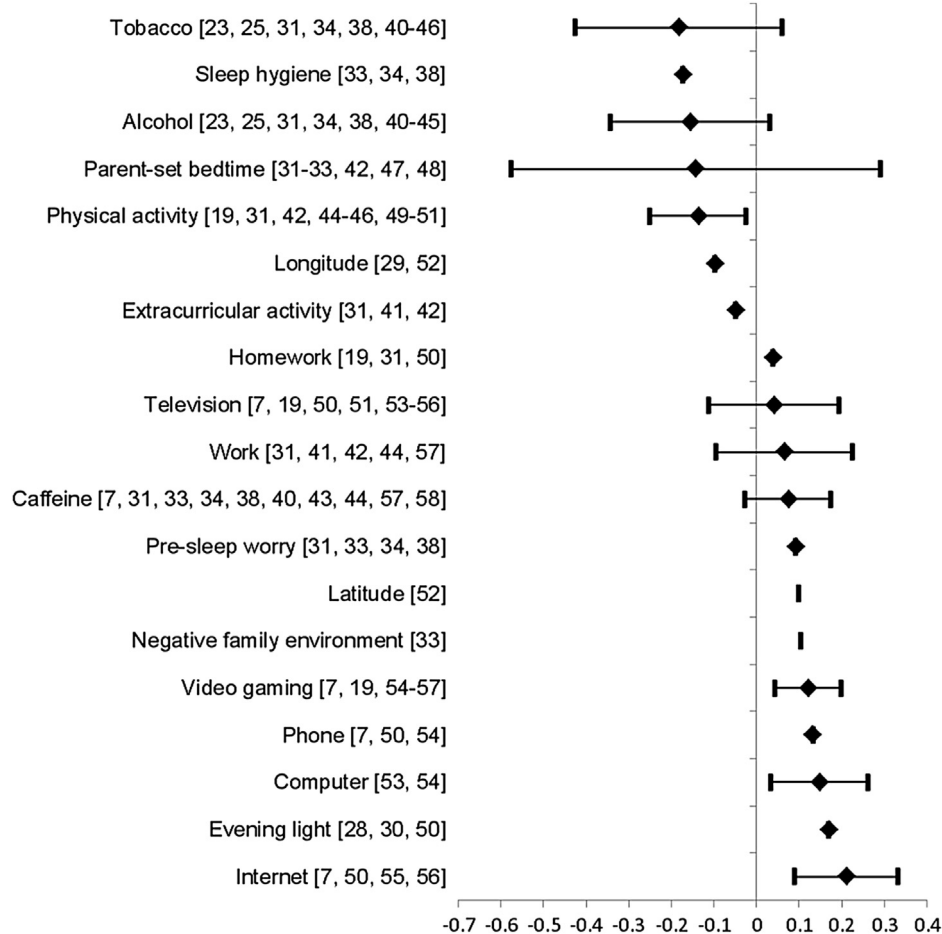 Tobacco [23, 25, 31, 34, 38, 40-46]
Sleep hygiene [33, 34, 38]
Alcohol [23, 25, 31, 34, 38, 40-45]
Parent-set bedtime [31-33, 42, 47, 48]
Physical activity [19, 31, 42, 44-46, 49-51]
Longitude [29, 52]
Extracurricular activity [31, 41, 42]
Homework [19, 31, 50]
Television [7, 19, 50, 51, 53-56]
Work [31, 41, 42, 44, 57]
Caffeine [7, 31, 33, 34, 38, 40, 43, 44, 57, 58]
Pre-sleep worry [31, 33, 34, 38]
Latitude [52]
Negative family environment [33]
Video gaming [7, 19, 54-57]
Phone [7, 50, 54]
Computer [53, 54]
Evening light [28, 30, 50]
Internet [7, 50, 55, 56]
-0.7 -0.6 -0.5 -0.4 -0.3 -0.2 -0.1 0 0.1 0.2 0.3 0.4